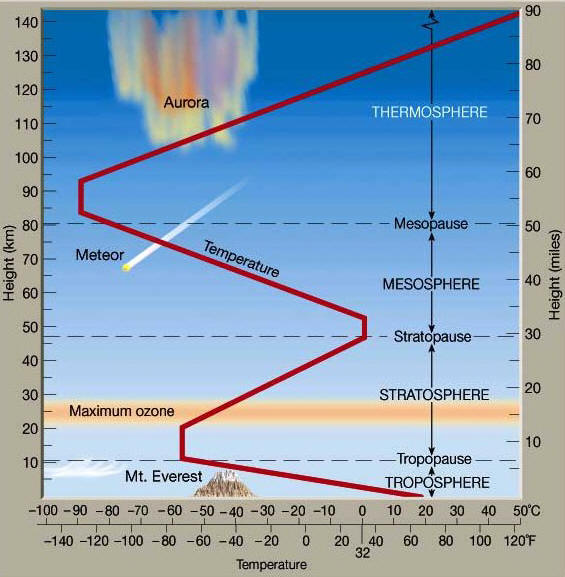 140
130
120
110
100
90
80
70
60
50
40
30
20
10
Height (km)
90
80
70
60
50
40
30
20
10
Height (miles)
Aurora
THERMOSPHERE
Mesopause
Meteor
Temperature
MESOSPHERE
Stratopause
STRATOSPHERE
Maximum ozone
Tropopause
Mt. Everest
TROPOSPHERE
-100 -90 -80 -70 -60 -50 -40 -30 -20 -10 0 10 20 30 40 50°C
-140 -120 -100 -80 -60 -40 -20 0 20 40 60 80 100 120°F
32
Temperature